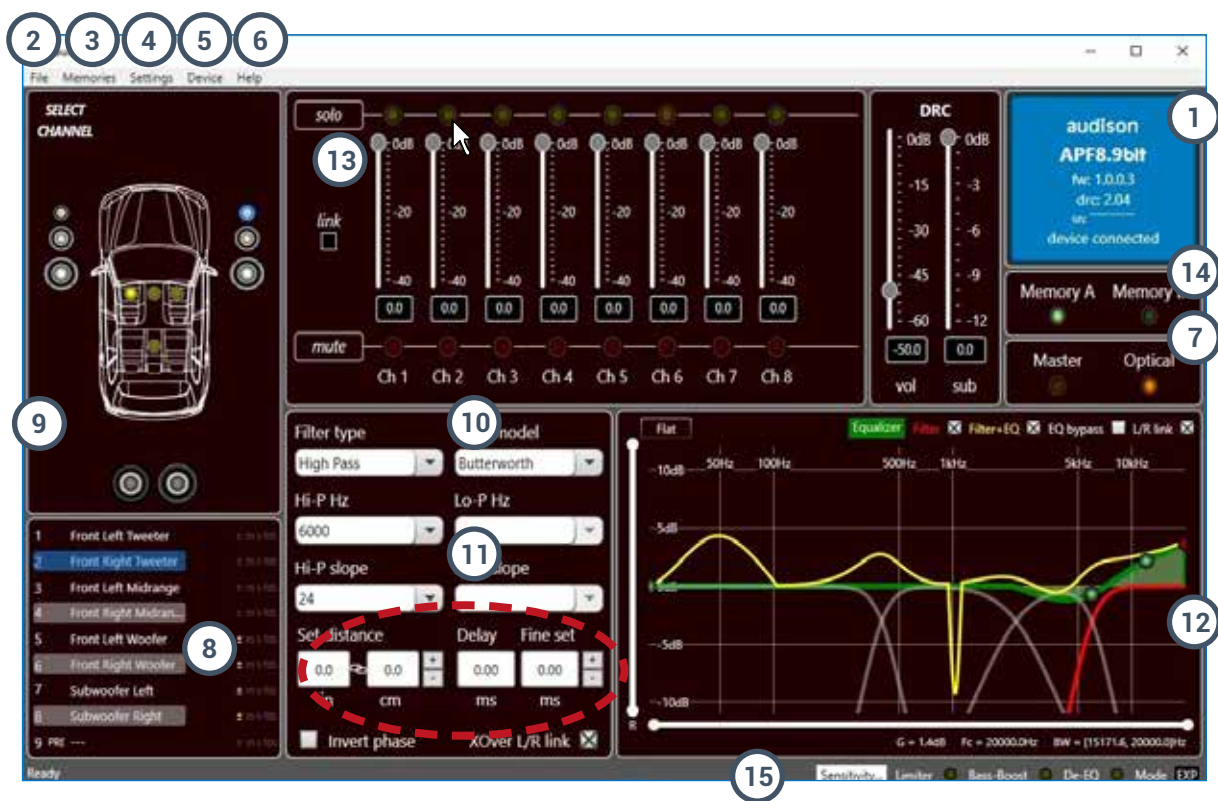 2 3 4 5 6
File Memories Settings Device Help
SELECT
CHANNEL
9
solo
13
0dB 0dB 0dB 0dB 0dB 0dB 0dB
link
-20 -20 -20 -20 -20 -20 -20 -20
-40 -40 -40 -40 -40 -40 -40 -40
0.0 0.0 0.0 0.0 0.0 0.0 0.0 0.0
mute
Ch 1 Ch 2 Ch 3 Ch 4 Ch 5 Ch 6 Ch 7 Ch 8
DRC
0dB 0dB
-15 -3
-30 -6
-45 -9
-60 -12
-50.0 0.0
vol sub
1
audison
APF8.9bit
fw: 1.0.0.3
drc: 2.04
device connected
14
Memory A Memory
7
Master Optical
1 Front Left Tweeter
2 Front Right Tweeter
3 Front Left Midrange
4 Front Right Midran...
5 Front Left Woofer
6 Front Right Woofer
7 Subwoofer Left
8 Subwoofer Right
9 PRE ---
8
Filter type
10
model
High Pass Butterworth
Hi-P Hz Lo-P Hz
6000
11
Hi-P slope
24
Set distance Delay Fine set
0.0 0.0 + - 0.00 0.00 + -
cm ms ms
Invert phase XOver L/R link
Flat Equalizer Filter Filter+EQ EQ bypass L/R link
50Hz 100Hz 500Hz 1kHz 5kHz 10kHz
-10dB
-5dB
--5dB
--10dB
12
R
G = 1.4dB Fc = 20000.0Hz BW = [15171.6, 20000.0]Hz
Ready
15
Sensitivity... Limiter Bass-Boost De-EQ Mode EXP